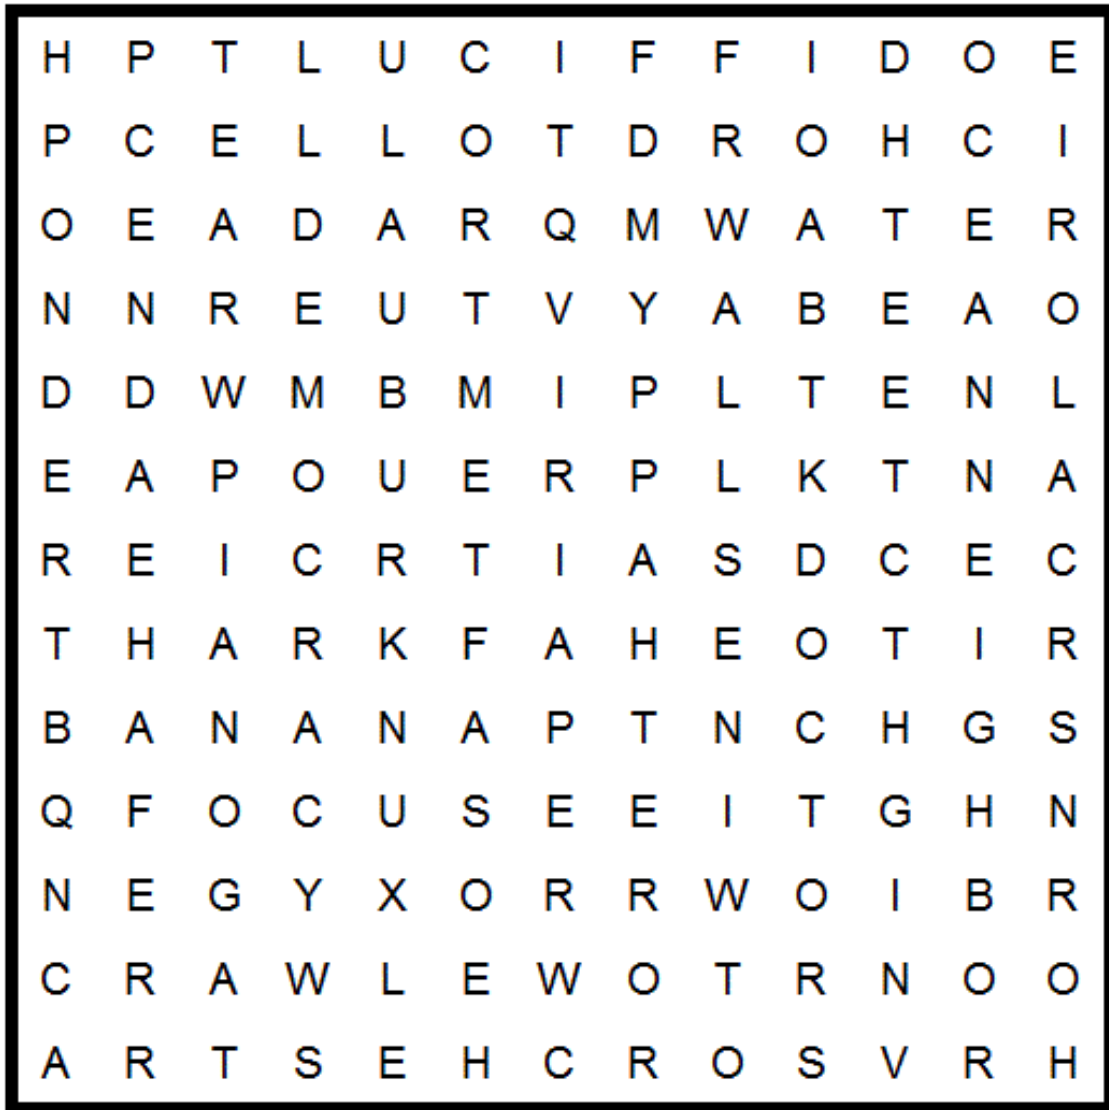 H P T L U C I F F I D O E
P C E L L O T D R O H C I
O E A D A R Q M W A T E R
N N R E U T V Y A B E A O
D D W M B M I P L T E N L
E A P O U E R P L K T N A
R E I C R T I A S D C E C
T H A R K F A H E O T I R
B A N A N A P T N C H G S
Q F O C U S E E I T G H N
N E G Y X O R R W O I B R
C R A W L E W O T R N O O
A R T S E H C R O S V R H